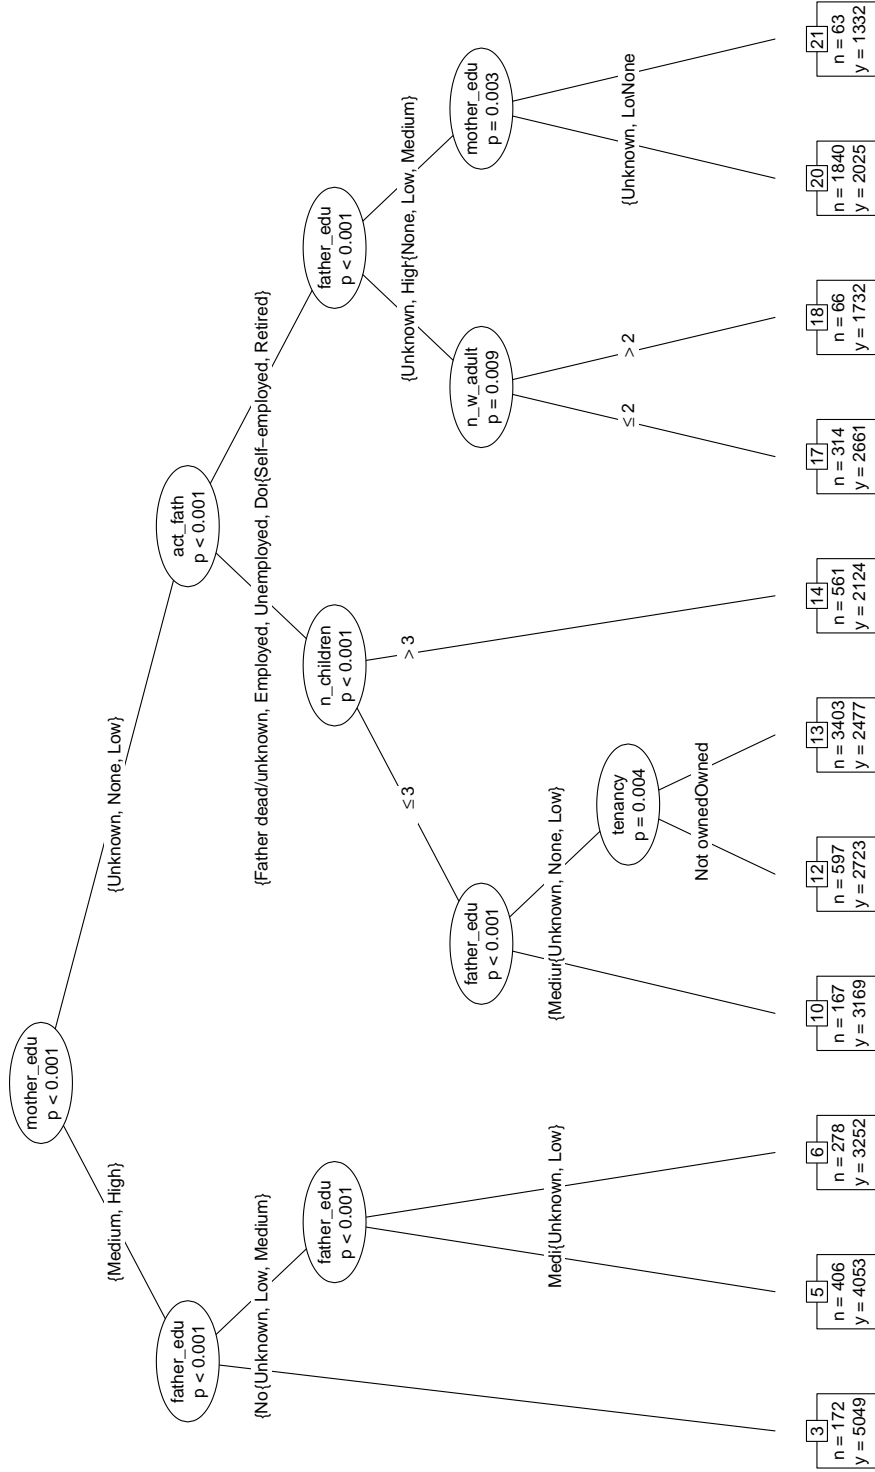 mother_edu
p < 0.001
{Medium, High}
{Unknown, None, Low}
father_edu
p < 0.001
{No{Unknown, Low, Medium}
3
n = 172
y = 5049
father_edu
p < 0.001
Medi{Unknown, Low}
5
n = 406
y = 4053
6
n = 278
y = 3252
act_fath
p < 0.001
{Father dead/unknown, Employed, Unemployed, Do{Self−employed, Retired}
n_children
p < 0.001
≤ 3
> 3
father_edu
p < 0.001
{Mediu{Unknown, None, Low}
10
n = 167
y = 3169
tenancy
p = 0.004
Not ownedOwned
12
n = 597
y = 2723
13
n = 3403
y = 2477
14
n = 561
y = 2124
father_edu
p < 0.001
{Unknown, High{None, Low, Medium}
n_w_adult
p = 0.009
≤ 2
> 2
17
n = 314
y = 2661
18
n = 66
y = 1732
mother_edu
p = 0.003
{Unknown, LoNone
20
n = 1840
y = 2025
21
n = 63
y = 1332